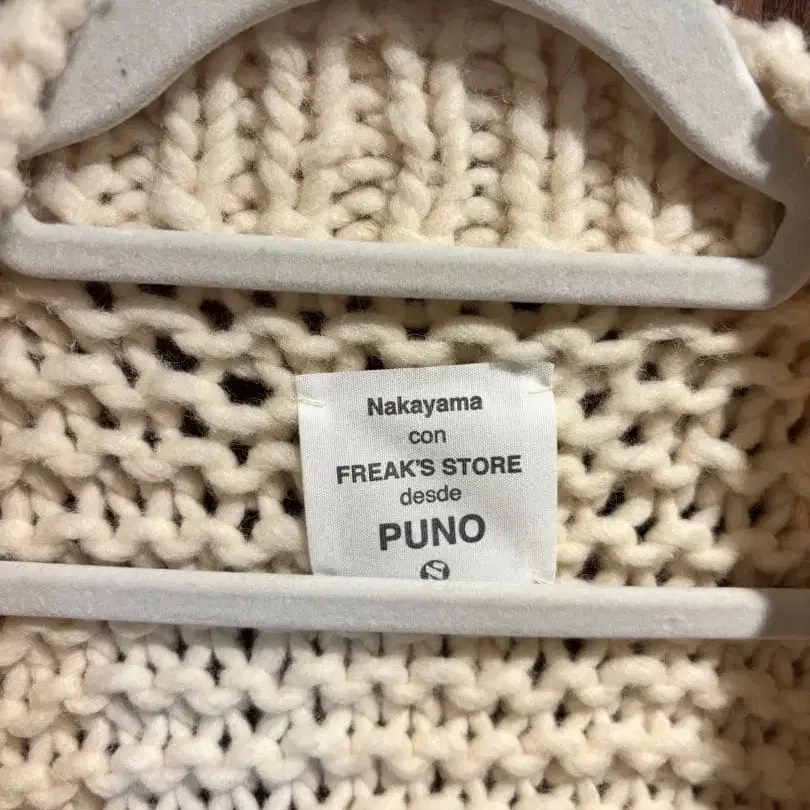 Nakayama
con
FREAK'S STORE
desde
PUNO